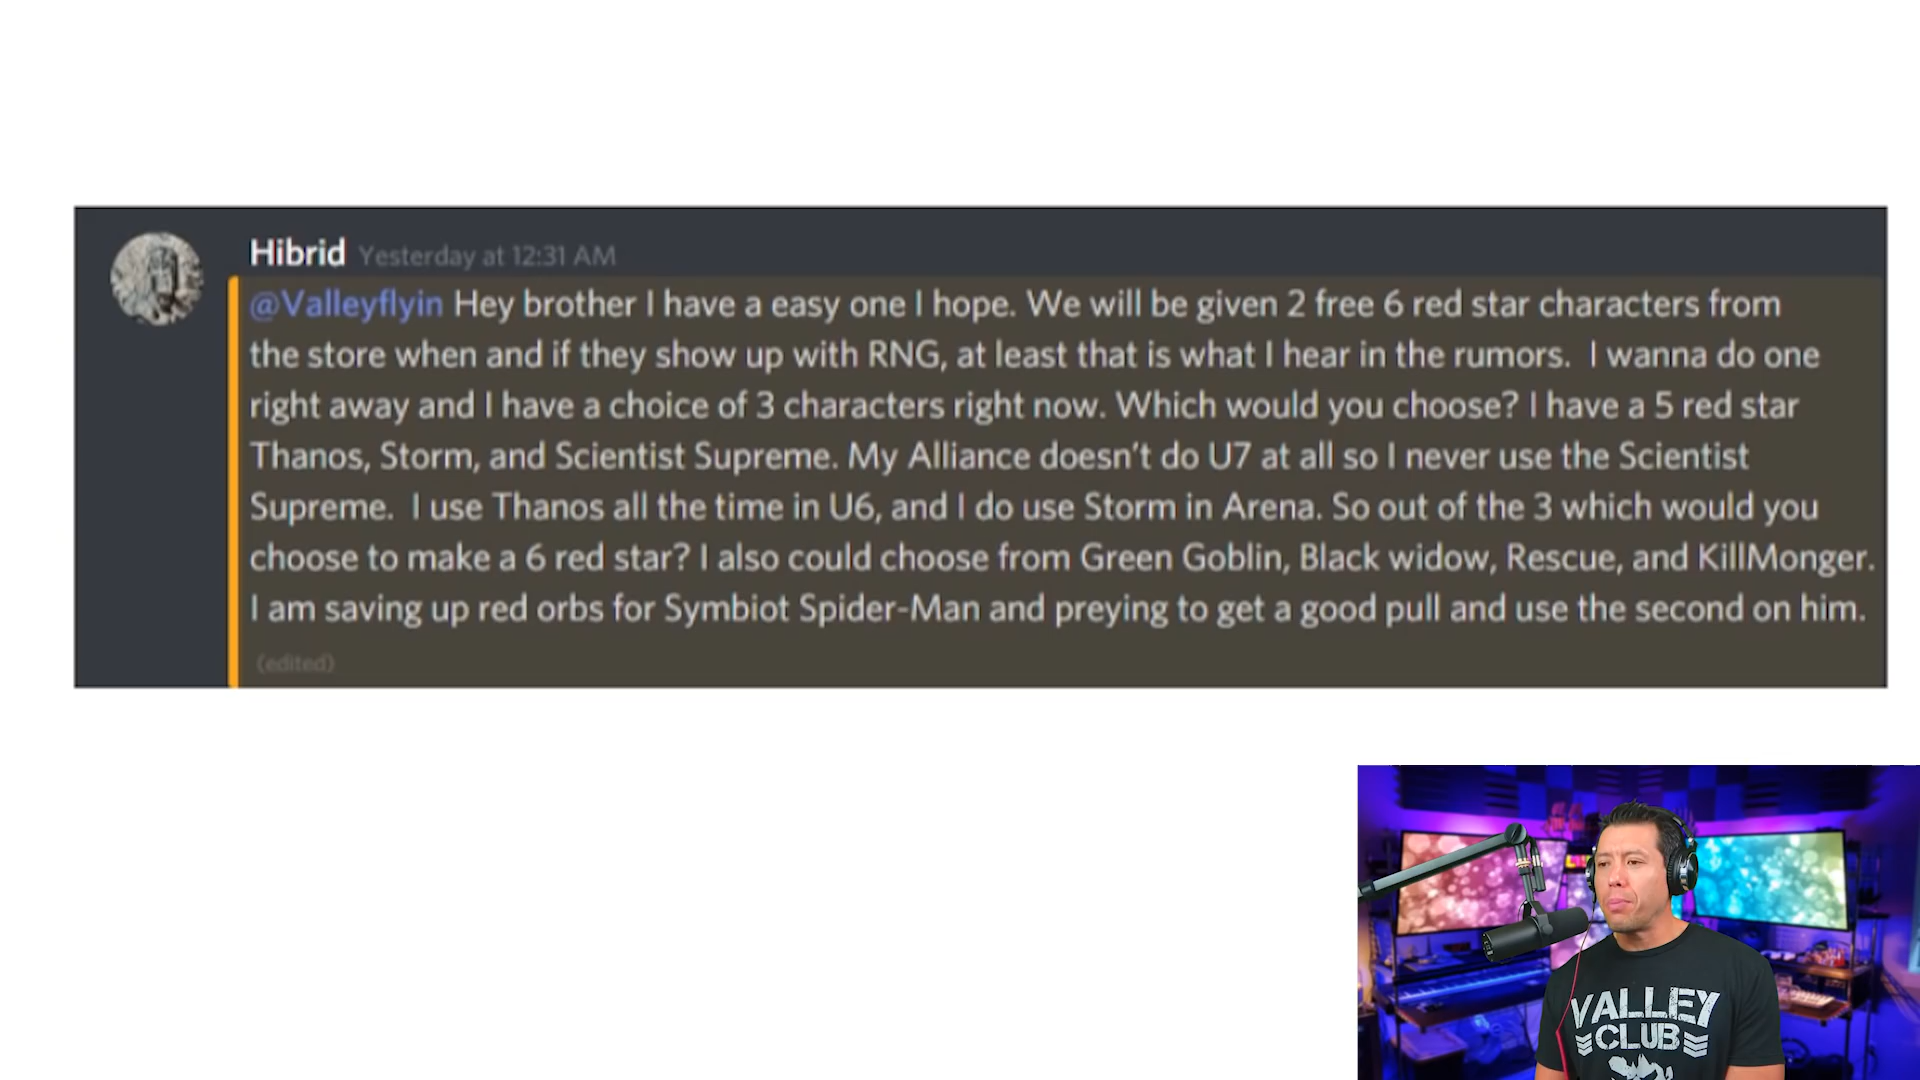 Hibrid Yesterday at 12:31 AM
@Valleyflyin Hey brother I have a easy one I hope. We will be given 2 free 6 red star characters from
the store when and if they show up with RNG, at least that is what I hear in the rumors. I wanna do one
right away and I have a choice of 3 characters right now. Which would you choose? I have a 5 red star
Thanos, Storm, and Scientist Supreme. My Alliance doesn't do U7 at all so I never use the Scientist
Supreme. I use Thanos all the time in U6, and I do use Storm in Arena. So out of the 3 which would you
choose to make a 6 red star? I also could choose from Green Goblin, Black widow, Rescue, and KillMonger.
I am saving up red orbs for Symbiot Spider-Man and preying to get a good pull and use the second on him.
(edited)
VALLEY
CLUB